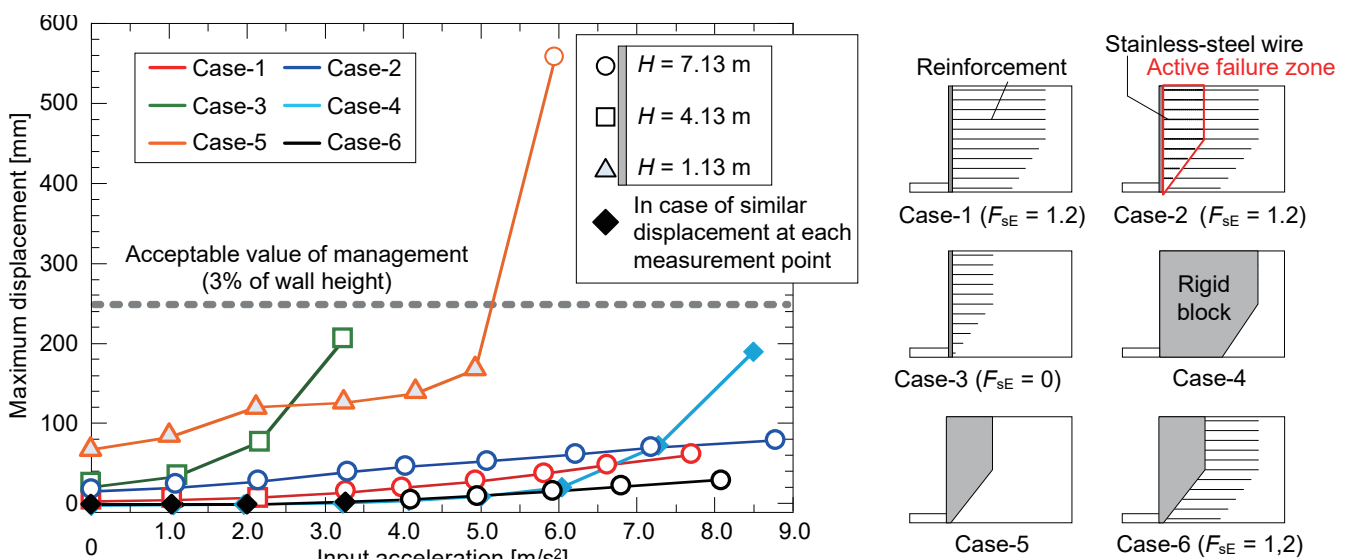 600
500
400
300
200
100
0
Maximum displacement [mm]
Case-1
Case-2
Case-3
Case-4
Case-5
Case-6
H = 7.13 m
H = 4.13 m
H = 1.13 m
In case of similar
displacement at each
measurement point
Acceptable value of management
(3% of wall height)
0
1.0
2.0
3.0
4.0
5.0
6.0
7.0
8.0
9.0
Input acceleration [m/s²]
Reinforcement
Stainless-steel wire
Active failure zone
Case-1 (FsE = 1.2)
Case-2 (FsE = 1.2)
Rigid
block
Case-3 (FsE = 0)
Case-4
Case-5
Case-6 (FsE = 1,2)